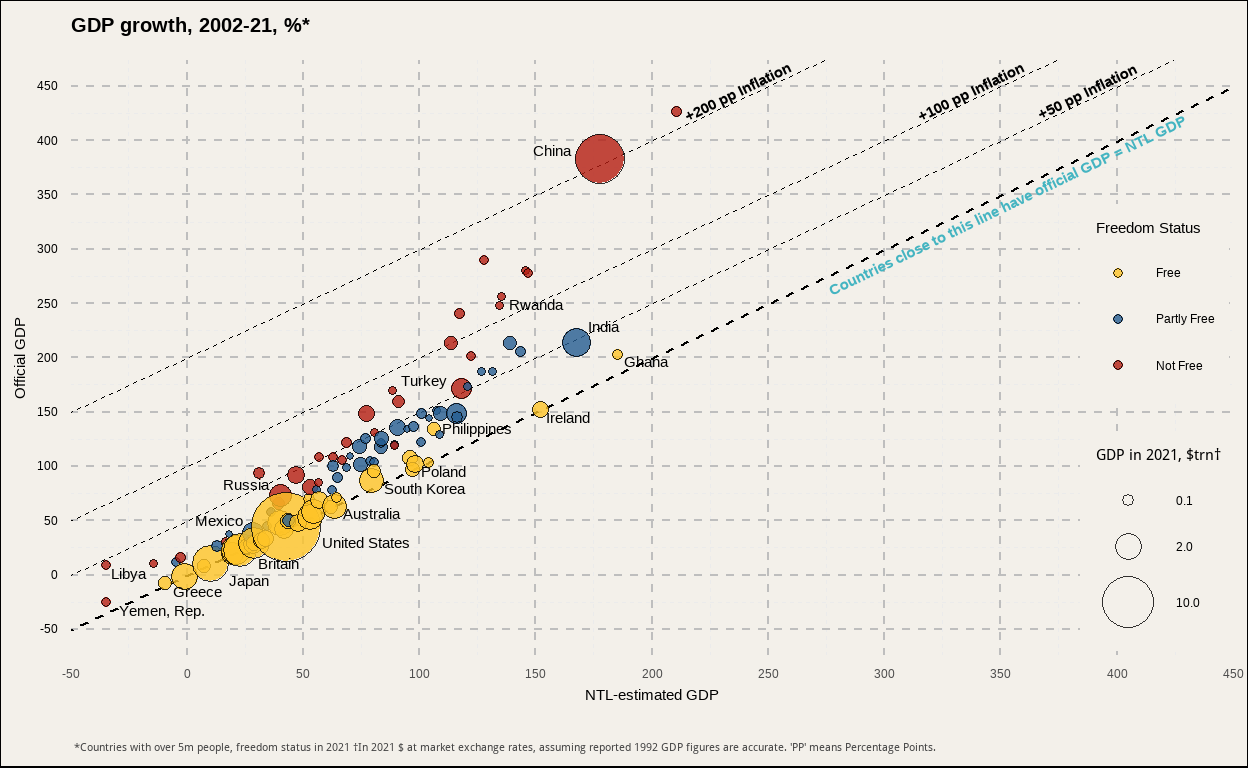 GDP growth, 2002-21, %*
+200 pp Inflation
+100 pp Inflation
+50 pp Inflation
Countries close to this line have official GDP = NTL GDP
450
400
350
300
250
200
150
100
50
0
-50
Official GDP
China
Rwanda
India
Ghana
Turkey
Ireland
Philippines
Poland
Russia
South Korea
Mexico
Australia
United States
Britain
Libya
Japan
Greece
Yemen, Rep.
Freedom Status
Free
Partly Free
Not Free
GDP in 2021, $trn†
0.1
2.0
10.0
-50
0
50
100
150
200
250
300
350
400
450
NTL-estimated GDP
*Countries with over 5m people, freedom status in 2021 †In 2021 $ at market exchange rates, assuming reported 1992 GDP figures are accurate. 'PP' means Percentage Points.